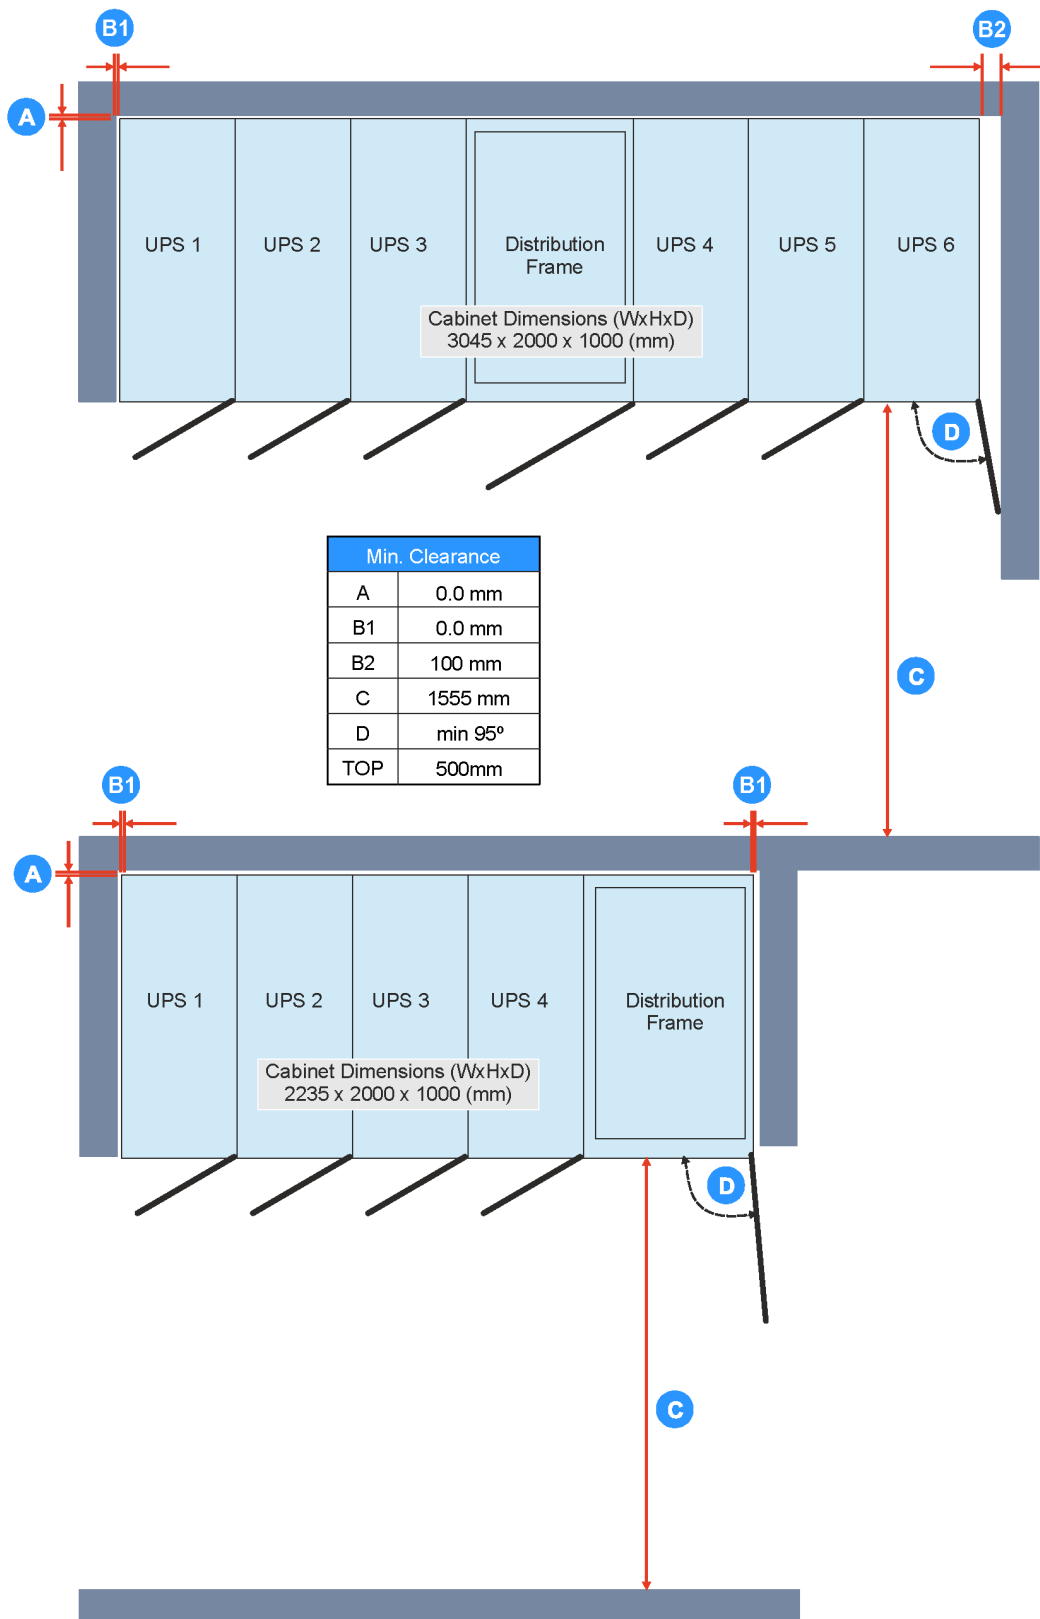 B1
B2
A
UPS 1
UPS 2
UPS 3
Distribution
Frame
UPS 4
UPS 5
UPS 6
Cabinet Dimensions (WxHxD)
3045 x 2000 x 1000 (mm)
D
Min. Clearance
A 0.0 mm
B1 0.0 mm
B2 100 mm
C 1555 mm
D min 95º
TOP 500mm
C
B1
B1
A
UPS 1
UPS 2
UPS 3
UPS 4
Distribution
Frame
Cabinet Dimensions (WxHxD)
2235 x 2000 x 1000 (mm)
D
C